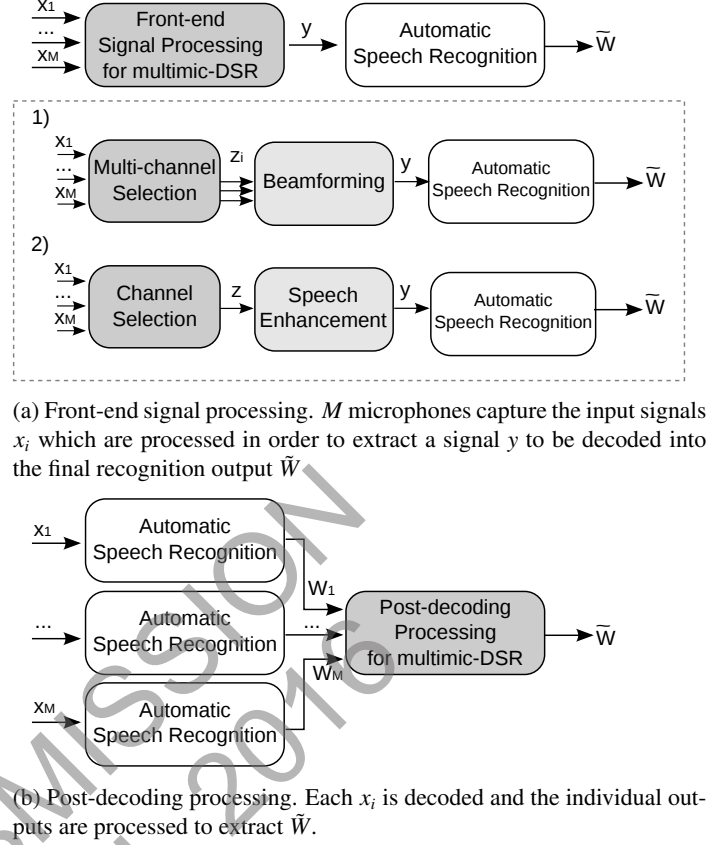 x1
...
xM
Front-end
Signal Processing
for multimic-DSR
y
Automatic
Speech Recognition
W̃
1)
x1
...
xM
Multi-channel
Selection
zi
Beamforming
y
Automatic
Speech Recognition
W̃
2)
x1
...
xM
Channel
Selection
z
Speech
Enhancement
y
Automatic
Speech Recognition
W̃
(a) Front-end signal processing. M microphones capture the input signals
xi which are processed in order to extract a signal y to be decoded into
the final recognition output W̃
x1
Automatic
Speech Recognition
W1
...
Automatic
Speech Recognition
...
xM
Automatic
Speech Recognition
WM
Post-decoding
Processing
for multimic-DSR
W̃
(b) Post-decoding processing. Each xi is decoded and the individual out-
puts are processed to extract W̃.
MISSION
2016